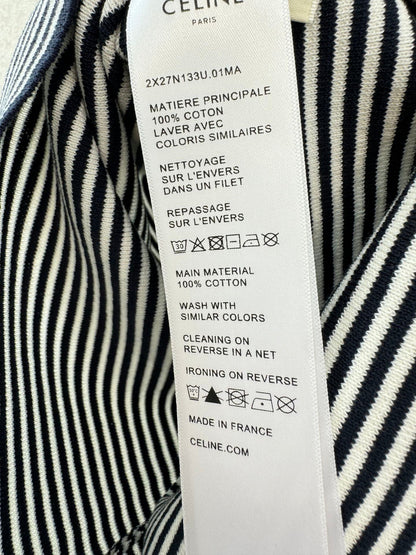 CELINE
PARIS
2X27N133U.01MA
MATIERE PRINCIPALE
100% COTON
LAVER AVEC
COLORIS SIMILAIRES
NETTOYAGE
SUR L'ENVERS
DANS UN FILET
REPASSAGE
SUR L'ENVERS
30
MAIN MATERIAL
100% COTTON
WASH WITH
SIMILAR COLORS
CLEANING ON
REVERSE IN A NET
IRONING ON REVERSE
MADE IN FRANCE
CELINE.COM